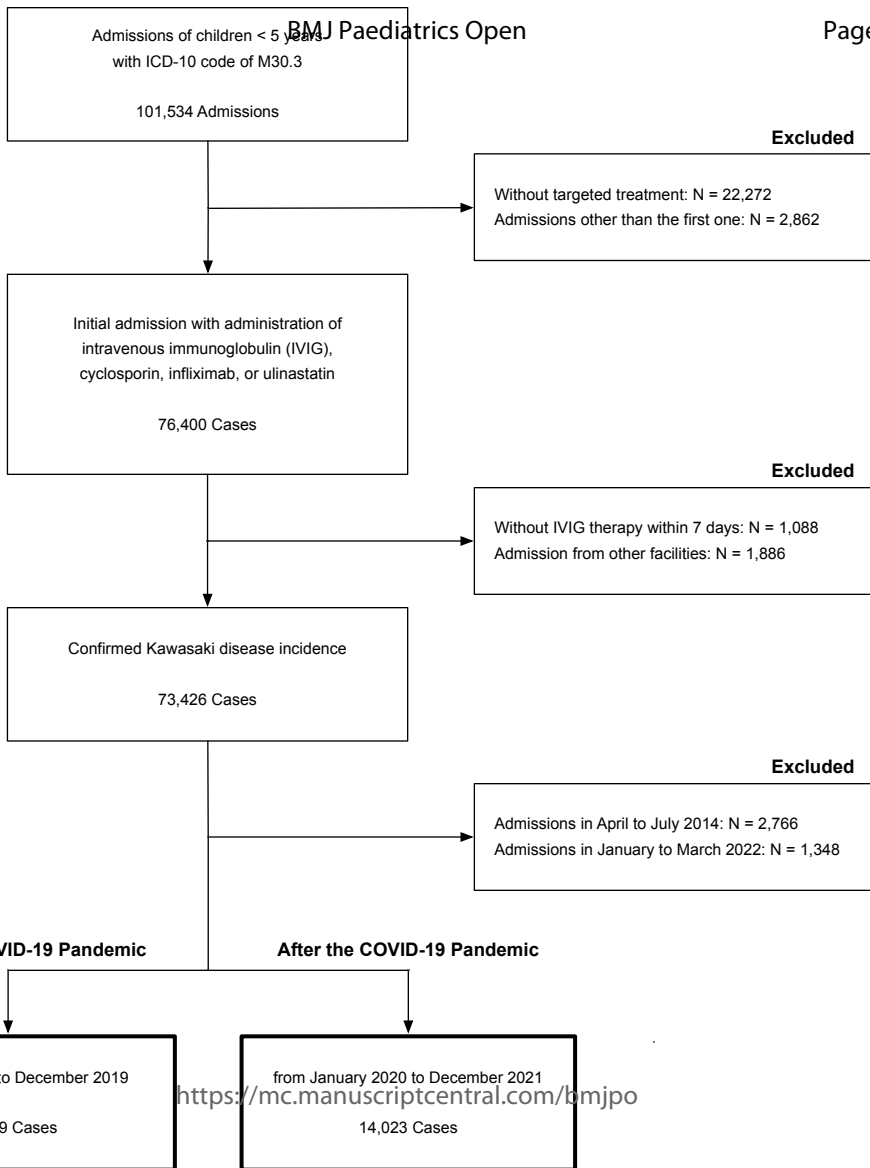 BMJ Paediatrics Open
Page
Admissions of children < 5 years
with ICD-10 code of M30.3
101,534 Admissions
Excluded
Without targeted treatment: N = 22,272
Admissions other than the first one: N = 2,862
Initial admission with administration of
intravenous immunoglobulin (IVIG),
cyclosporin, infliximab, or ulinastatin
76,400 Cases
Excluded
Without IVIG therapy within 7 days: N = 1,088
Admission from other facilities: N = 1,886
Confirmed Kawasaki disease incidence
73,426 Cases
Excluded
Admissions in April to July 2014: N = 2,766
Admissions in January to March 2022: N = 1,348
VID-19 Pandemic
to December 2019
9 Cases
After the COVID-19 Pandemic
from January 2020 to December 2021
14,023 Cases
https://mc.manuscriptcentral.com/bmjpo